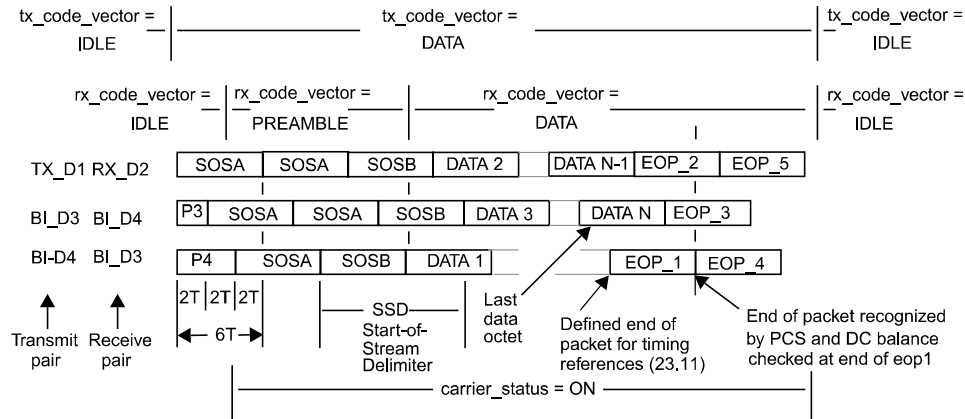 tx_code_vector = tx_code_vector = tx_code_vector =
IDLE DATA IDLE
rx_code_vector = rx_code_vector = rx_code_vector = rx_code_vector =
IDLE PREAMBLE DATA IDLE
TX_D1 RX_D2 SOSA SOSA SOSB DATA 2 DATA N-1 EOP_2 EOP_5
BI_D3 BI_D4 P3 SOSA SOSA SOSB DATA 3 DATA N EOP_3
BI-D4 BI_D3 P4 SOSA SOSB DATA 1 EOP_1 EOP_4
2T 2T 2T
6T
Transmit
pair
Receive
pair
SSD
Start-of-
Stream
Delimiter
Last
data
octet
Defined end of
packet for timing
references (23.11)
End of packet recognized
by PCS and DC balance
checked at end of eop1
carrier_status = ON